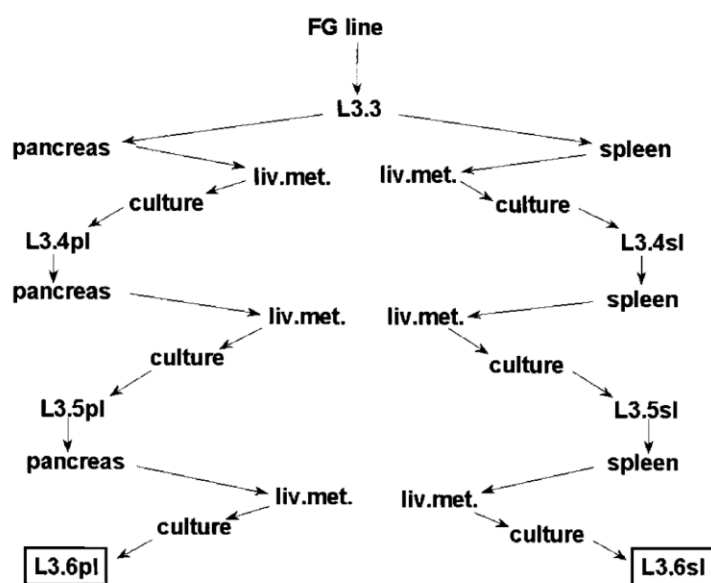 FG line
L3.3
pancreas
spleen
liv.met.
liv.met.
culture
culture
L3.4pl
L3.4sl
pancreas
spleen
liv.met.
liv.met.
culture
culture
L3.5pl
L3.5sl
pancreas
spleen
liv.met.
liv.met.
culture
culture
L3.6pl
L3.6sl